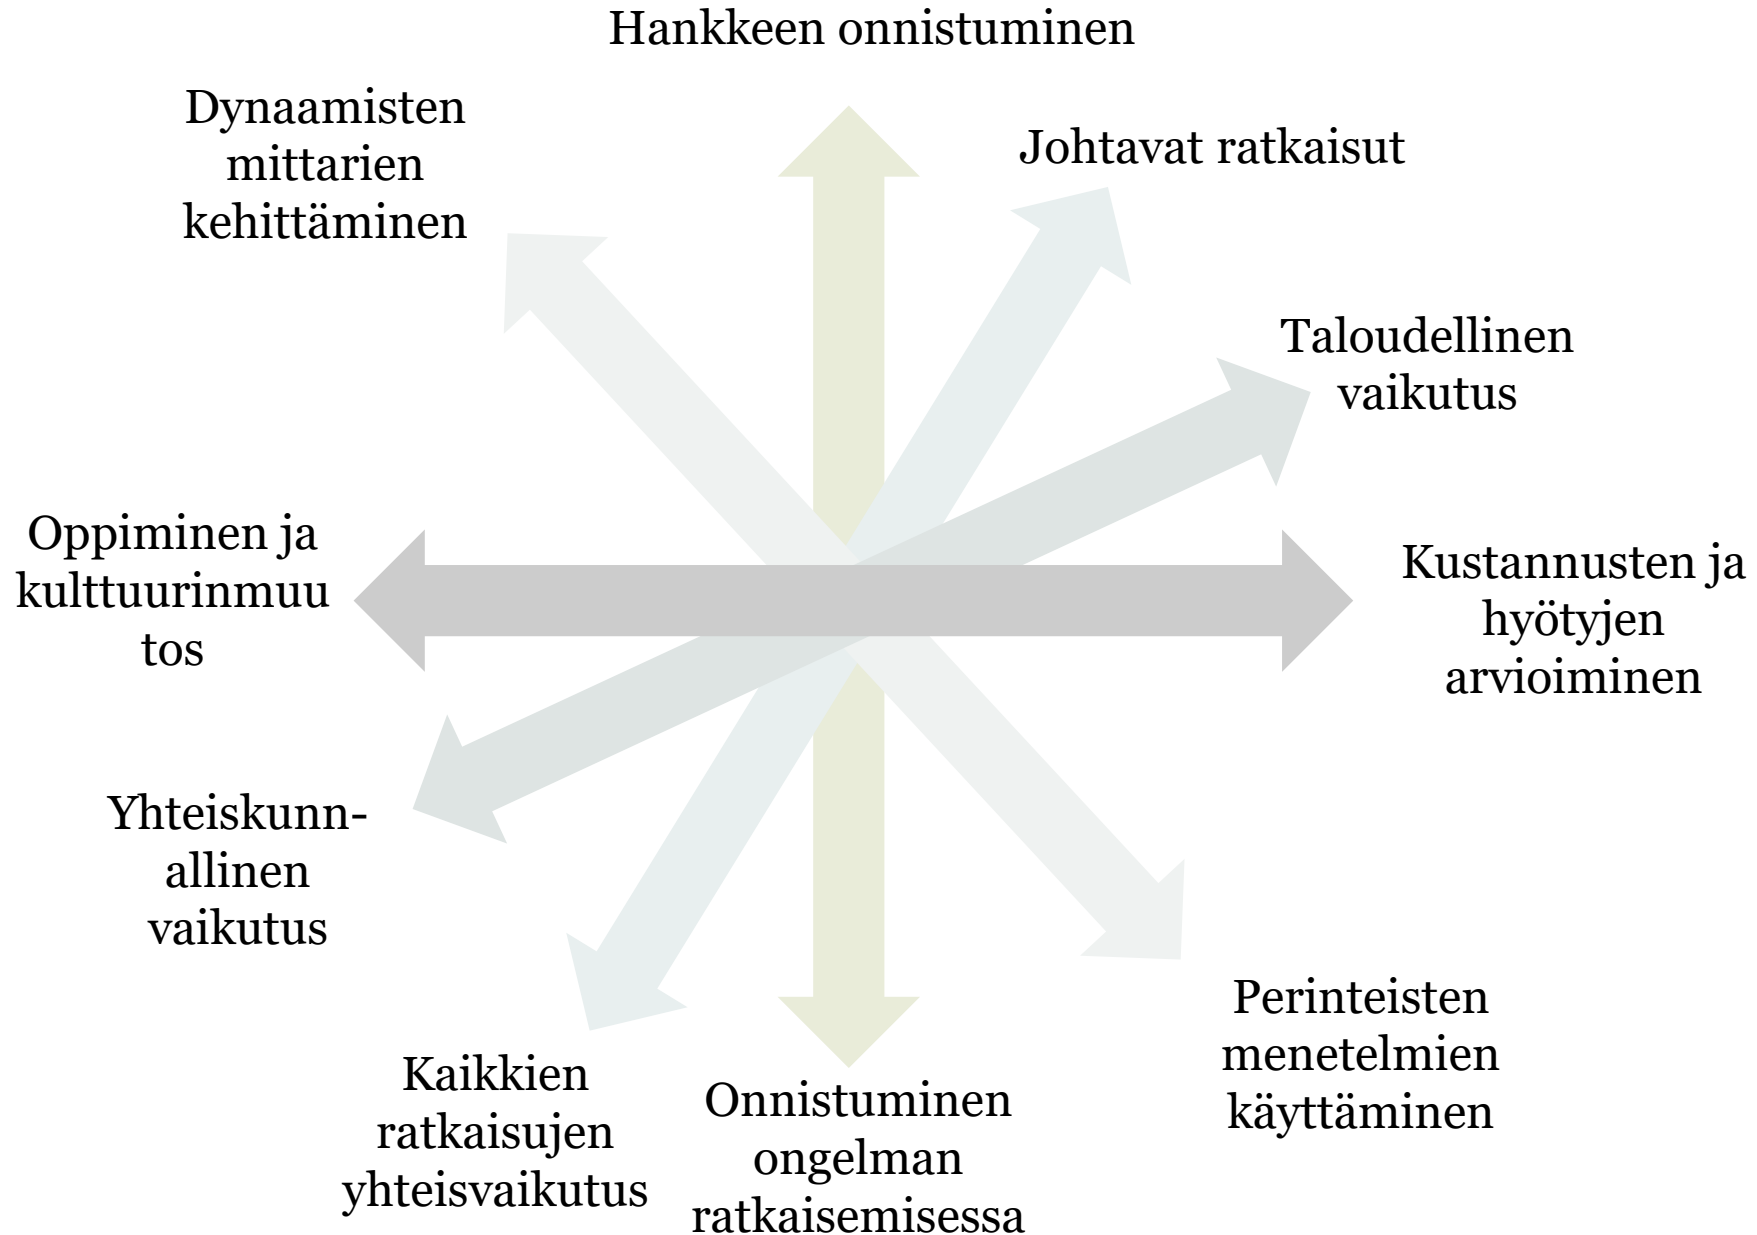 Hankkeen onnistuminen
Dynaamisten
mittarien
kehittäminen
Johtavat ratkaisut
Taloudellinen
vaikutus
Oppiminen ja
kulttuurinmuu
tos
Kustannusten ja
hyötyjen
arvioiminen
Yhteiskunn-
allinen
vaikutus
Perinteisten
menetelmien
käyttäminen
Kaikkien
ratkaisujen
yhteisvaikutus
Onnistuminen
ongelman
ratkaisemisessa